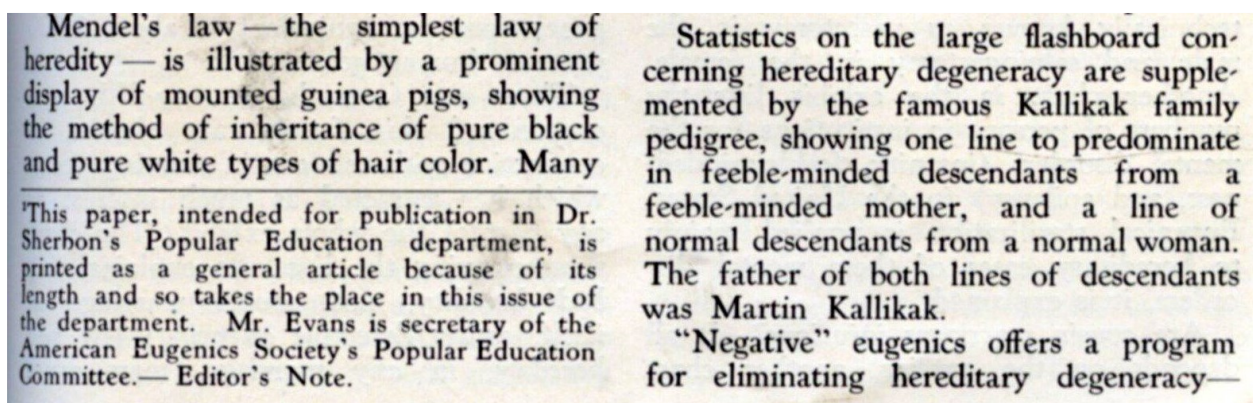 Mendel's law — the simplest law of
heredity — is illustrated by a prominent
display of mounted guinea pigs, showing
the method of inheritance of pure black
and pure white types of hair color. Many
¹This paper, intended for publication in Dr.
Sherbon's Popular Education department, is
printed as a general article because of its
length and so takes the place in this issue of
the department. Mr. Evans is secretary of the
American Eugenics Society's Popular Education
Committee.— Editor's Note.
Statistics on the large flashboard con-
cerning hereditary degeneracy are supple-
mented by the famous Kallikak family
pedigree, showing one line to predominate
in feeble-minded descendants from a
feeble-minded mother, and a line of
normal descendants from a normal woman.
The father of both lines of descendants
was Martin Kallikak.
"Negative" eugenics offers a program
for eliminating hereditary degeneracy—